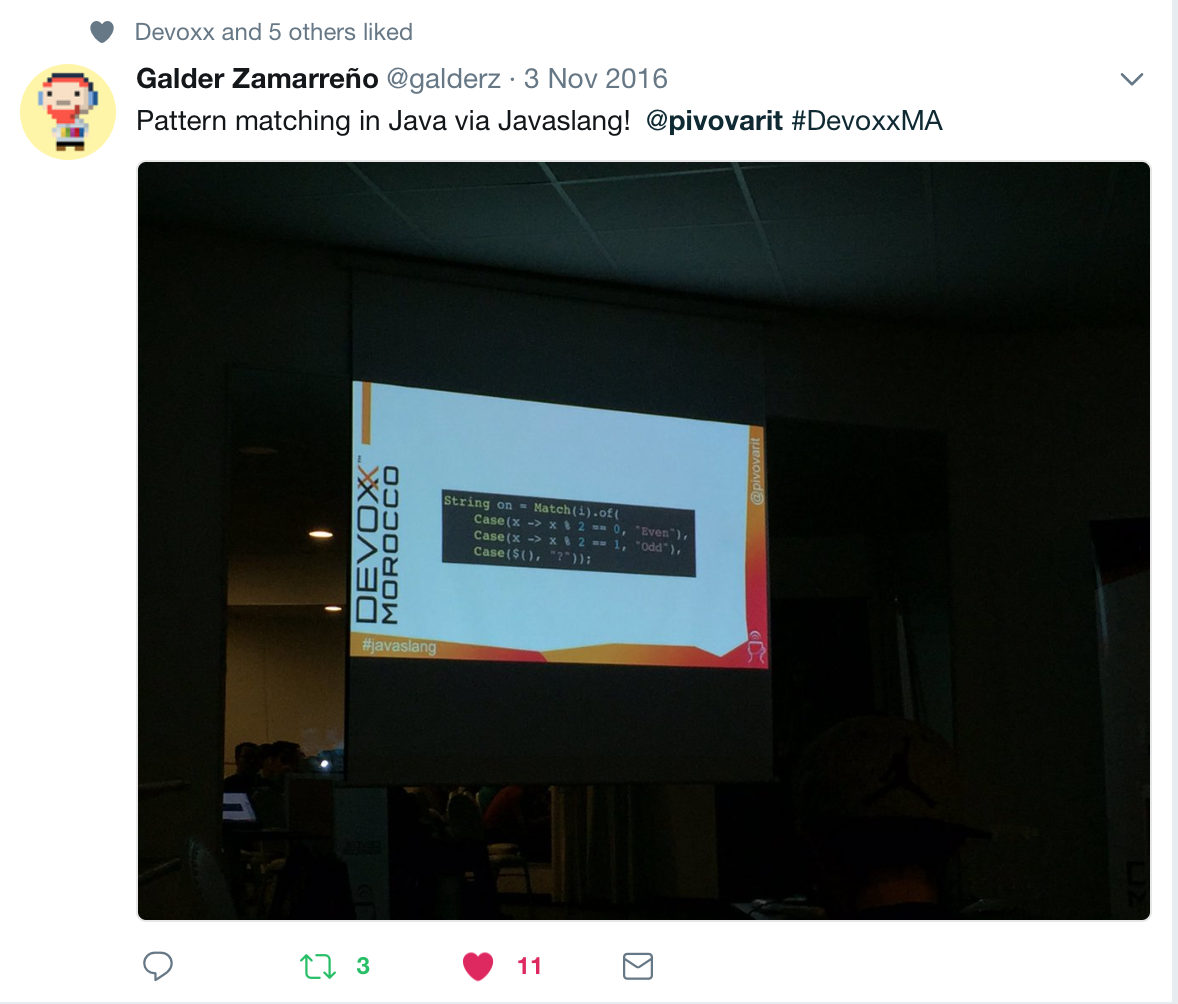 Devoxx and 5 others liked
Galder Zamarreño @galderz · 3 Nov 2016
Pattern matching in Java via Javaslang! @pivovarit #DevoxxMA
DEVOXX™
MOROCCO
@pivovarit
String on = Match(i).of(
Case(x -> x % 2 == 0, "Even"),
Case(x -> x % 2 == 1, "Odd"),
Case($(), "?"));
#javaslang
3
11